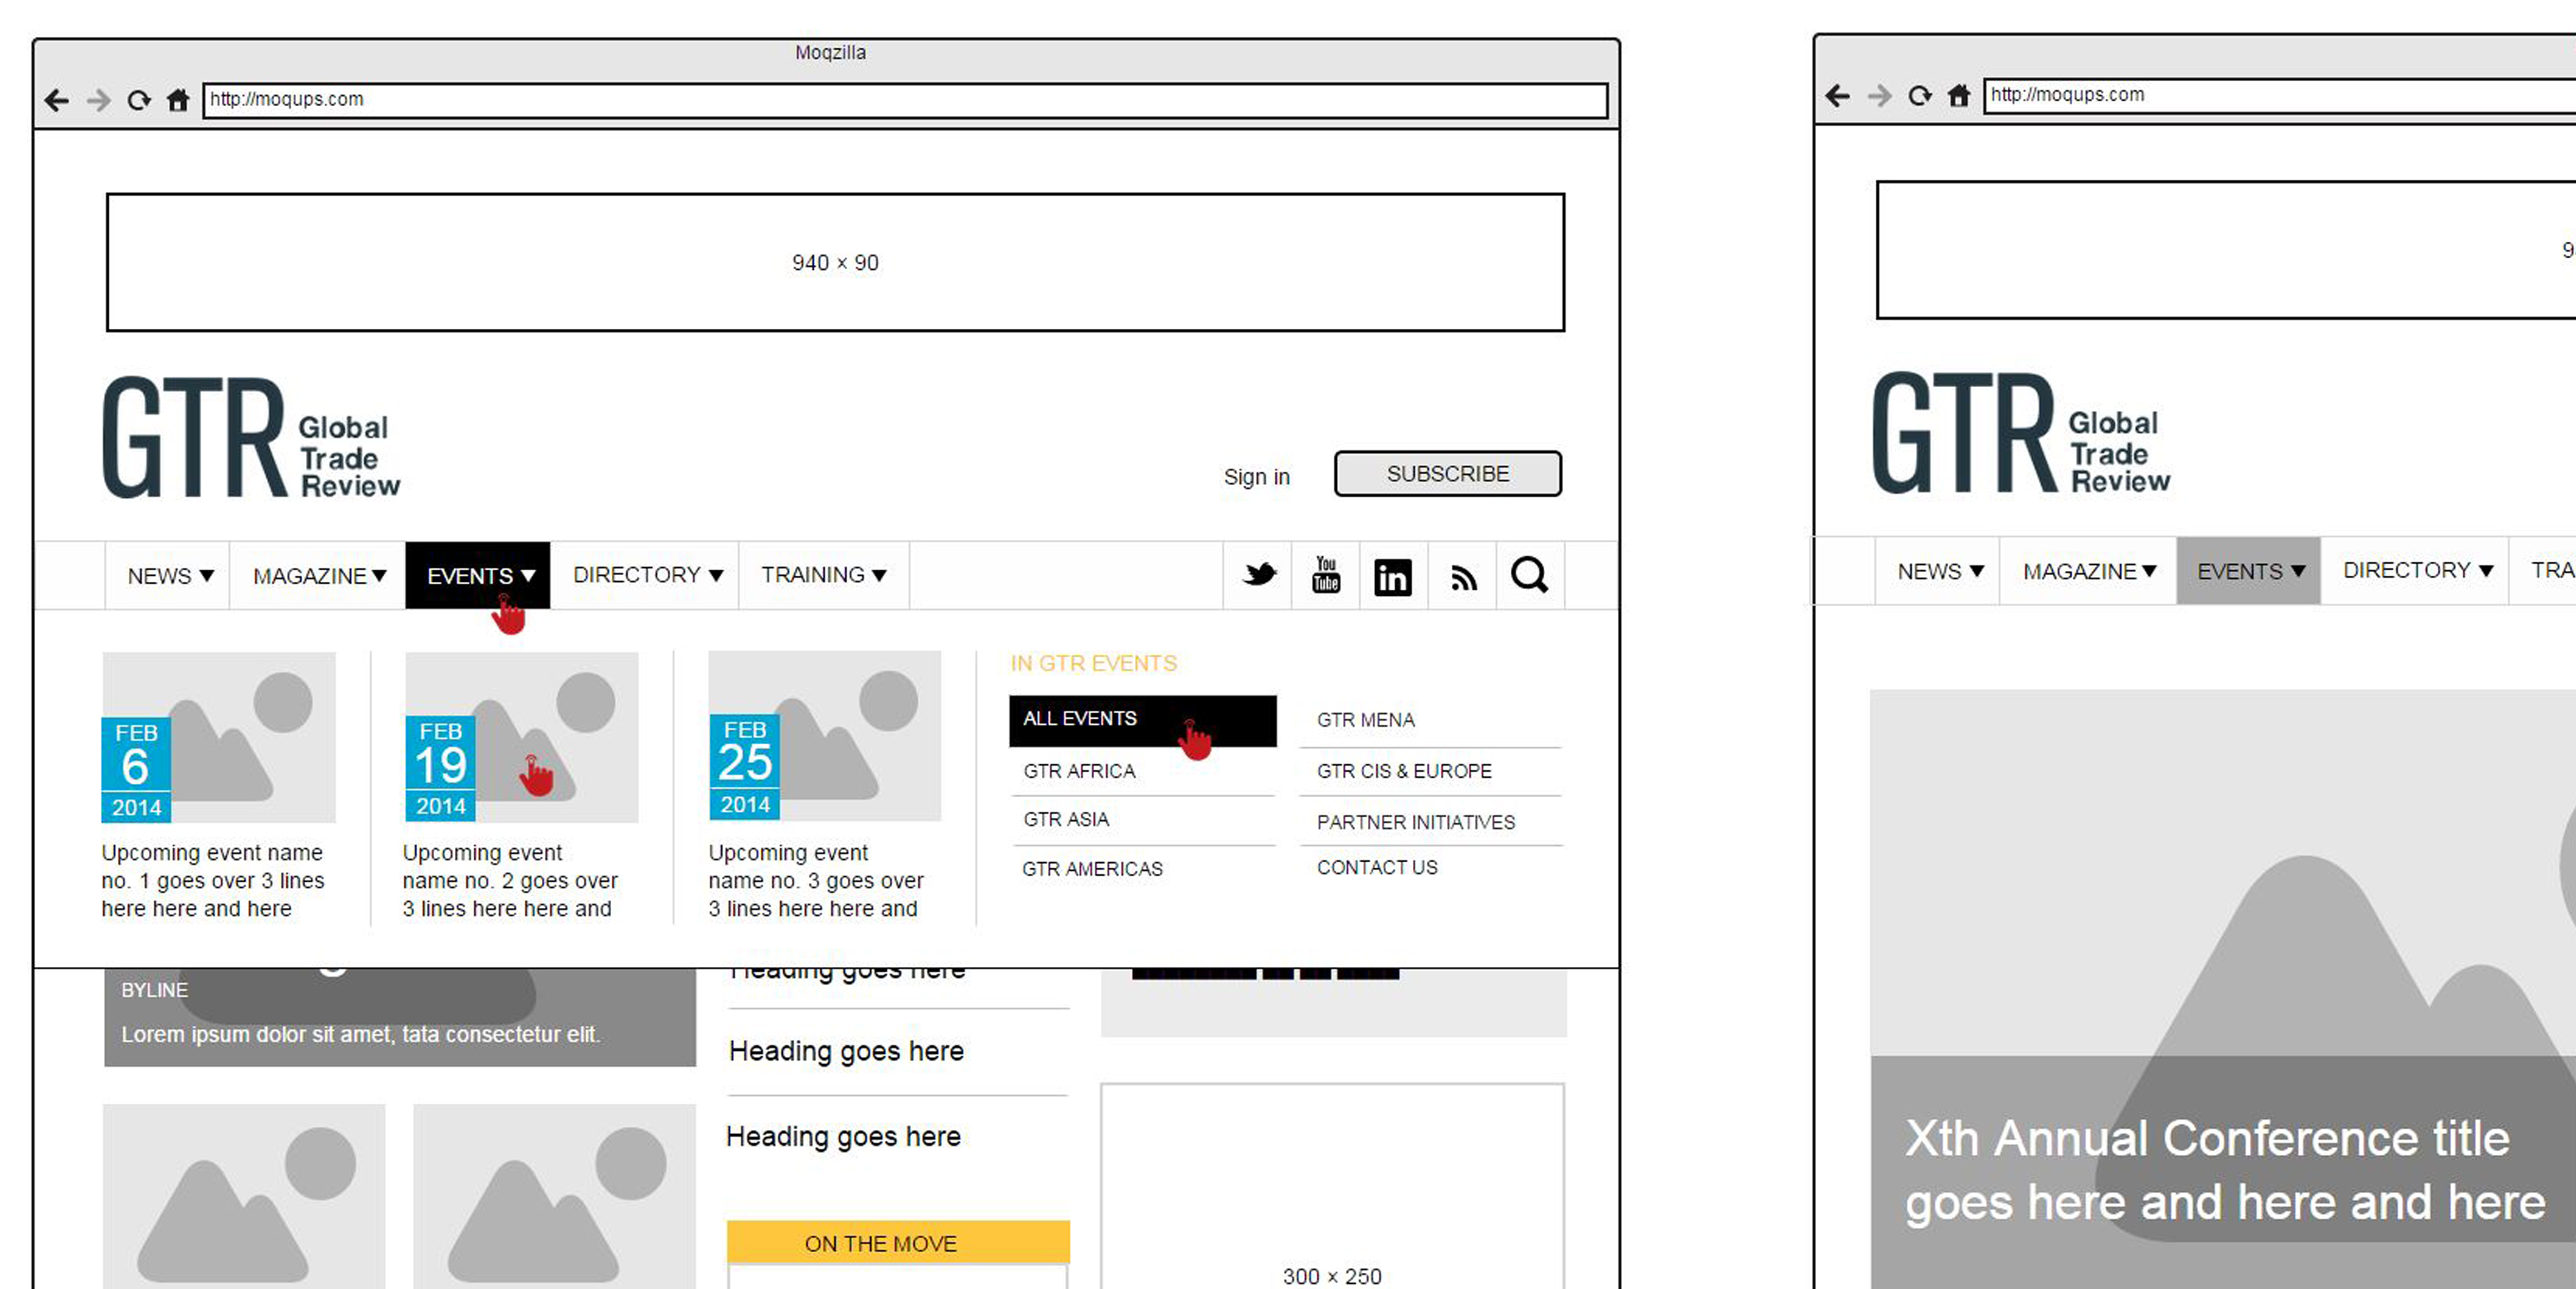 Moqzilla
http://moqups.com
940 × 90
GTR Global
Trade
Review
Sign in
SUBSCRIBE
NEWS ▼
MAGAZINE ▼
EVENTS ▼
DIRECTORY ▼
TRAINING ▼
You
Tube
in
FEB
6
2014
Upcoming event name
no. 1 goes over 3 lines
here here and here
FEB
19
2014
Upcoming event
name no. 2 goes over
3 lines here here and
FEB
25
2014
Upcoming event
name no. 3 goes over
3 lines here here and
IN GTR EVENTS
ALL EVENTS
GTR AFRICA
GTR ASIA
GTR AMERICAS
GTR MENA
GTR CIS & EUROPE
PARTNER INITIATIVES
CONTACT US
BYLINE
Lorem ipsum dolor sit amet, tata consectetur elit.
Heading goes here
Heading goes here
Heading goes here
ON THE MOVE
300 × 250
http://moqups.com
9
GTR Global
Trade
Review
NEWS ▼
MAGAZINE ▼
EVENTS ▼
DIRECTORY ▼
TRA
Xth Annual Conference title
goes here and here and here